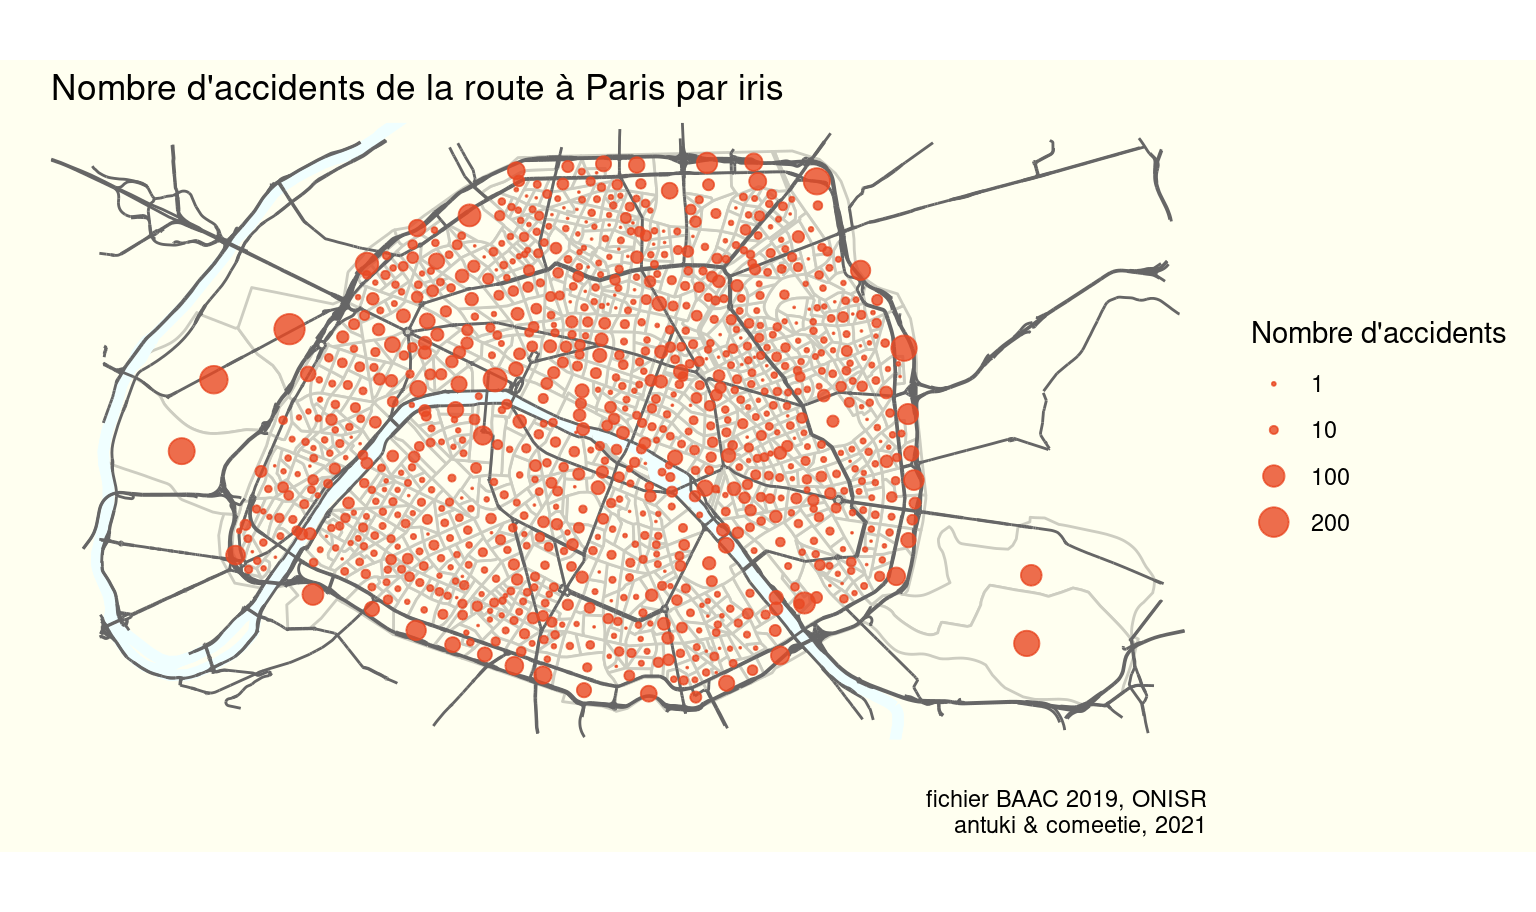 Nombre d'accidents de la route à Paris par iris
Nombre d'accidents
1
10
100
200
fichier BAAC 2019, ONISR
antuki & comeetie, 2021